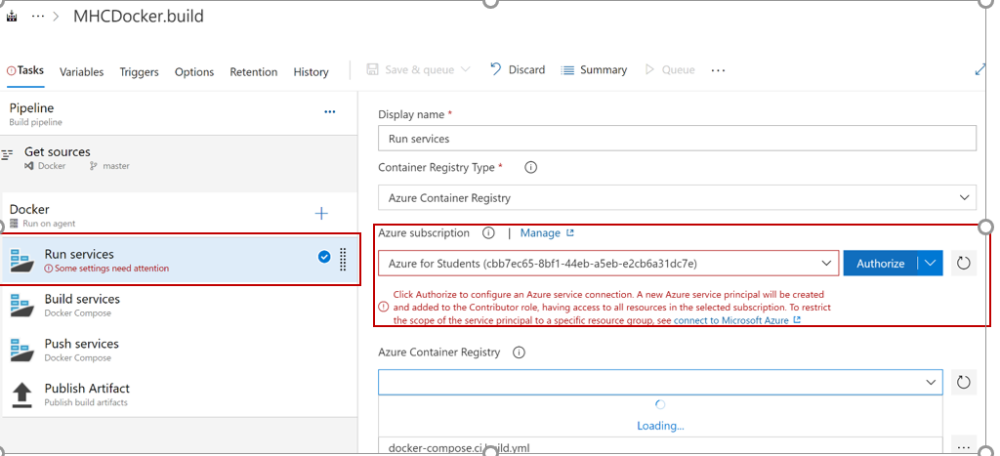 ··· > MHCDocker.build
Tasks Variables Triggers Options Retention History Save & queue Discard Summary Queue ···
Pipeline ···
Build pipeline
Get sources
Docker master
Docker
Run on agent
Run services
Some settings need attention
Build services
Docker Compose
Push services
Docker Compose
Publish Artifact
Publish build artifacts
Display name *
Run services
Container Registry Type *
Azure Container Registry
Azure subscription | Manage
Azure for Students (cbb7ec65-8bf1-44eb-a5eb-e2cb6a31dc7e) Authorize
Click Authorize to configure an Azure service connection. A new Azure service principal will be created
and added to the Contributor role, having access to all resources in the selected subscription. To restrict
the scope of the service principal to a specific resource group, see connect to Microsoft Azure
Azure Container Registry
Loading...
docker-compose.ci.build.yml ···